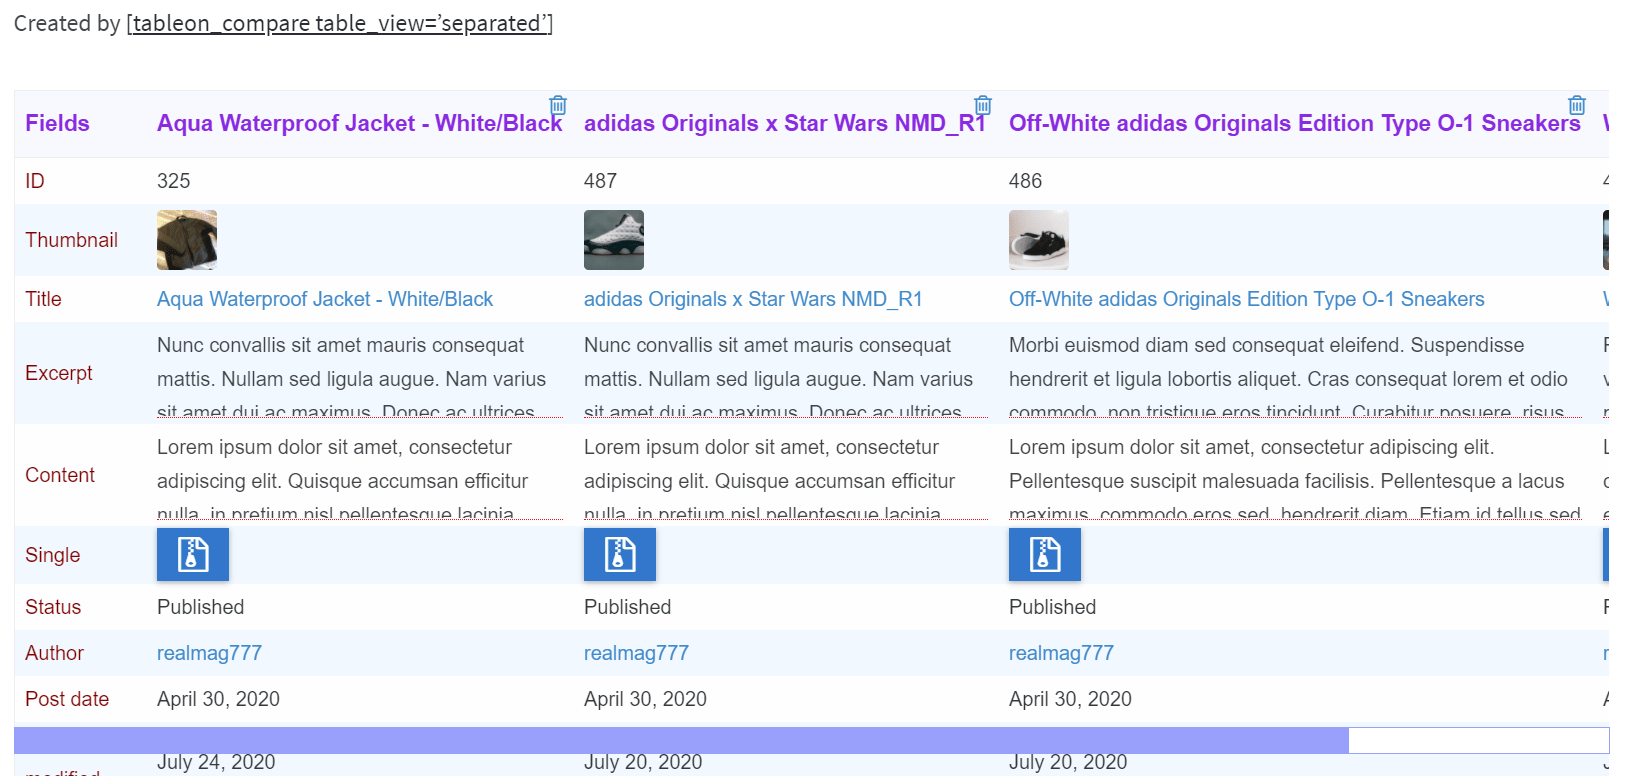 Created by [tableon_compare table_view=’separated’]
Fields Aqua Waterproof Jacket - White/Black adidas Originals x Star Wars NMD_R1 Off-White adidas Originals Edition Type O-1 Sneakers
ID 325 487 486
Thumbnail
Title Aqua Waterproof Jacket - White/Black adidas Originals x Star Wars NMD_R1 Off-White adidas Originals Edition Type O-1 Sneakers
Excerpt
Nunc convallis sit amet mauris consequat
mattis. Nullam sed ligula augue. Nam varius
sit amet dui ac maximus. Donec ac ultrices
Nunc convallis sit amet mauris consequat
mattis. Nullam sed ligula augue. Nam varius
sit amet dui ac maximus. Donec ac ultrices
Morbi euismod diam sed consequat eleifend. Suspendisse
hendrerit et ligula lobortis aliquet. Cras consequat lorem et odio
commodo, non tristique eros tincidunt. Curabitur posuere, risus
Content
Lorem ipsum dolor sit amet, consectetur
adipiscing elit. Quisque accumsan efficitur
nulla, in pretium nisl pellentesque lacinia.
Lorem ipsum dolor sit amet, consectetur
adipiscing elit. Quisque accumsan efficitur
nulla, in pretium nisl pellentesque lacinia.
Lorem ipsum dolor sit amet, consectetur adipiscing elit.
Pellentesque suscipit malesuada facilisis. Pellentesque a lacus
maximus, commodo eros sed, hendrerit diam. Etiam id tellus sed
Single
Status Published Published Published
Author realmag777 realmag777 realmag777
Post date April 30, 2020 April 30, 2020 April 30, 2020
modified July 24, 2020 July 20, 2020 July 20, 2020